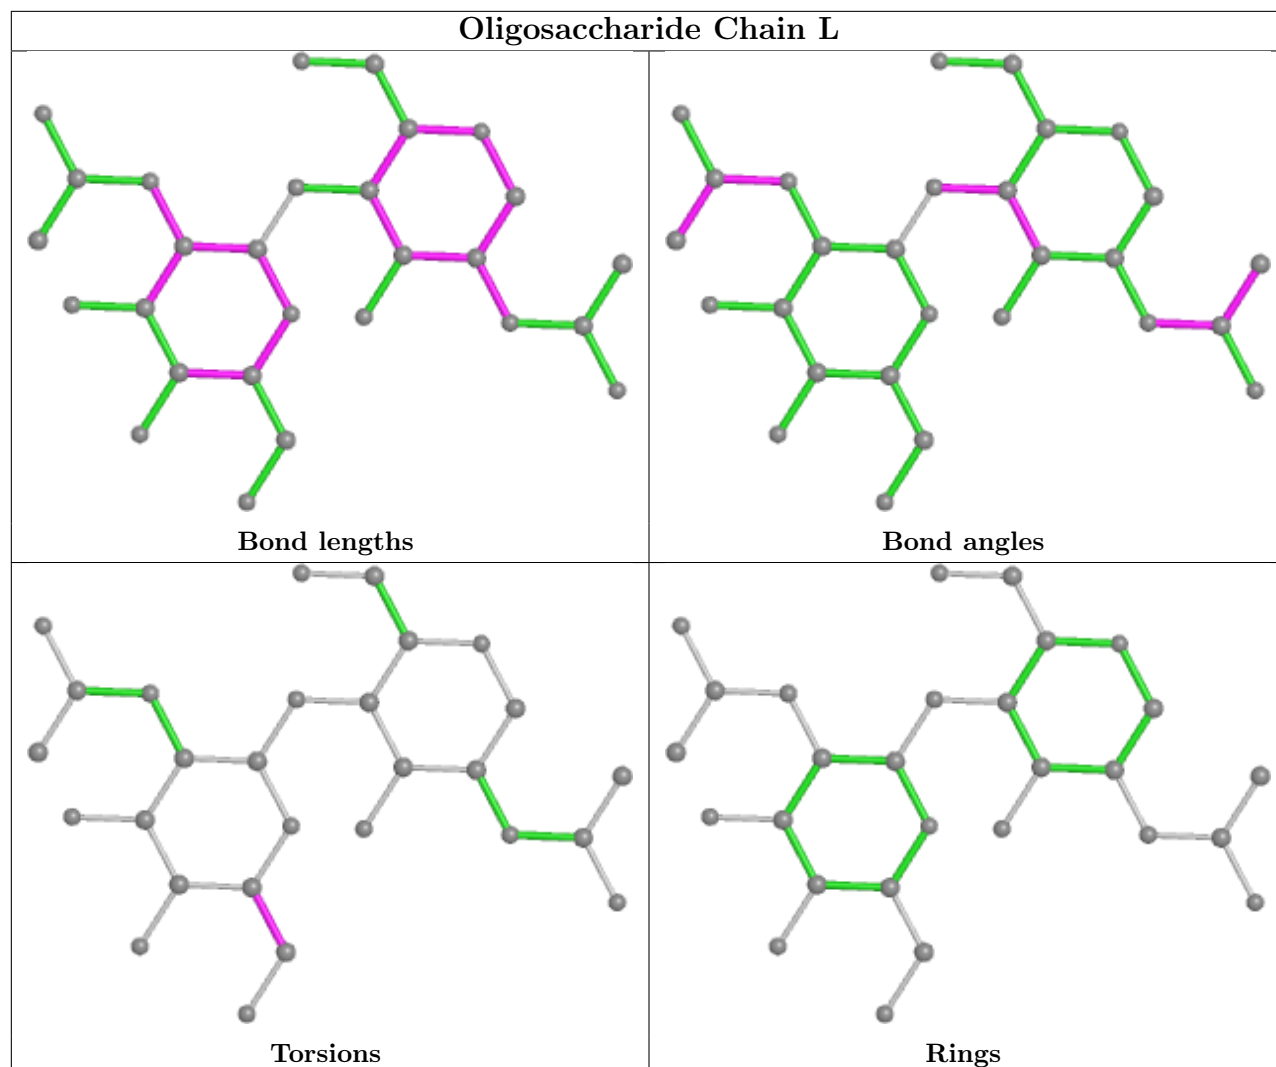 Oligosaccharide Chain L
Bond lengths
Bond angles
Torsions
Rings